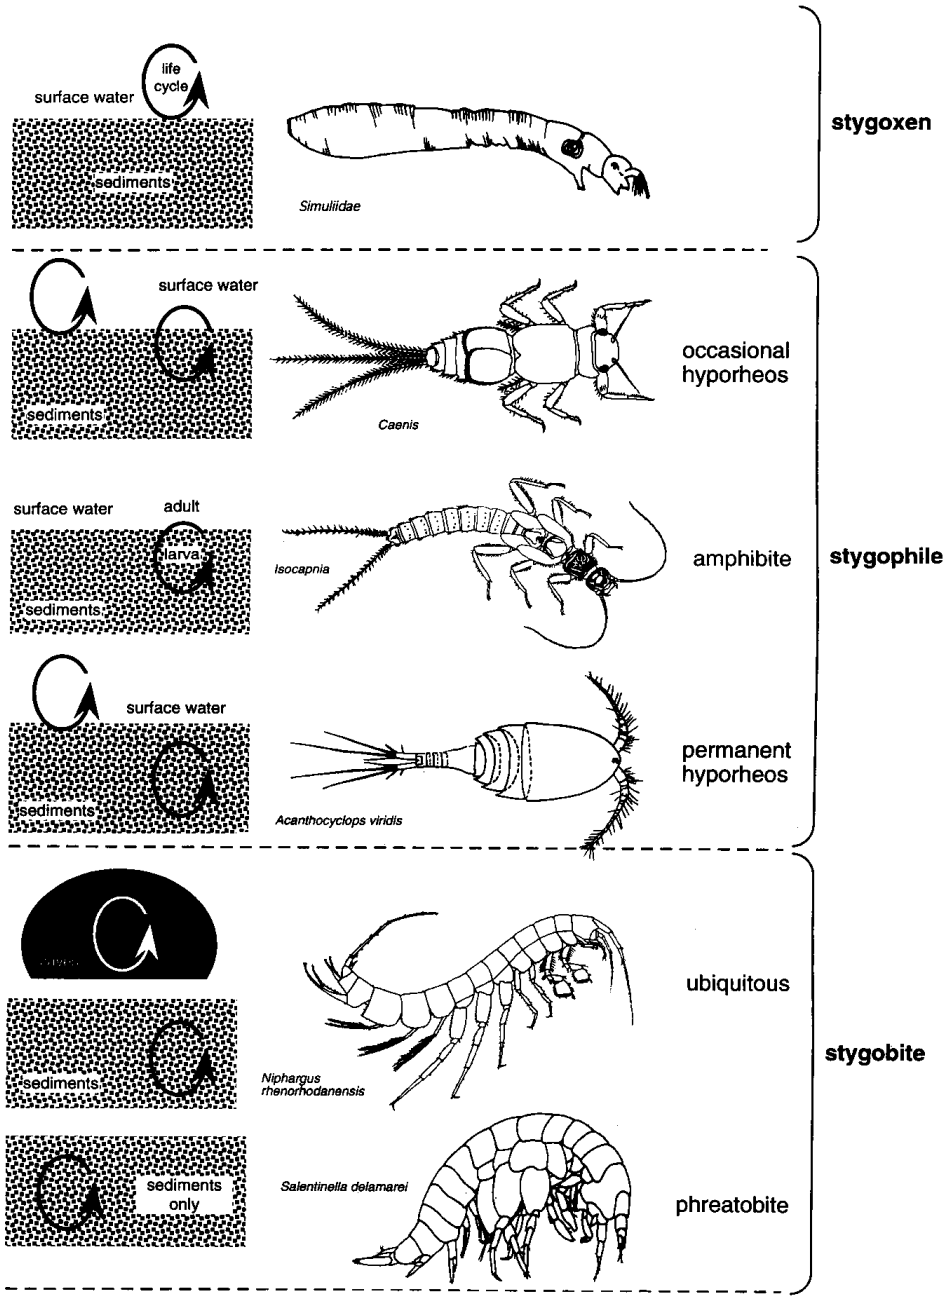 life
cycle
surface water
sediments
Simuliidae
stygoxen
surface water
sediments
Caenis
occasional
hyporheos
surface water
adult
larva
sediments
Isocapnia
amphibite
stygophile
surface water
sediments
Acanthocyclops viridis
permanent
hyporheos
sediments
Niphargus
rhenorhodanensis
ubiquitous
stygobite
sediments
only
Salentinella delamarei
phreatobite